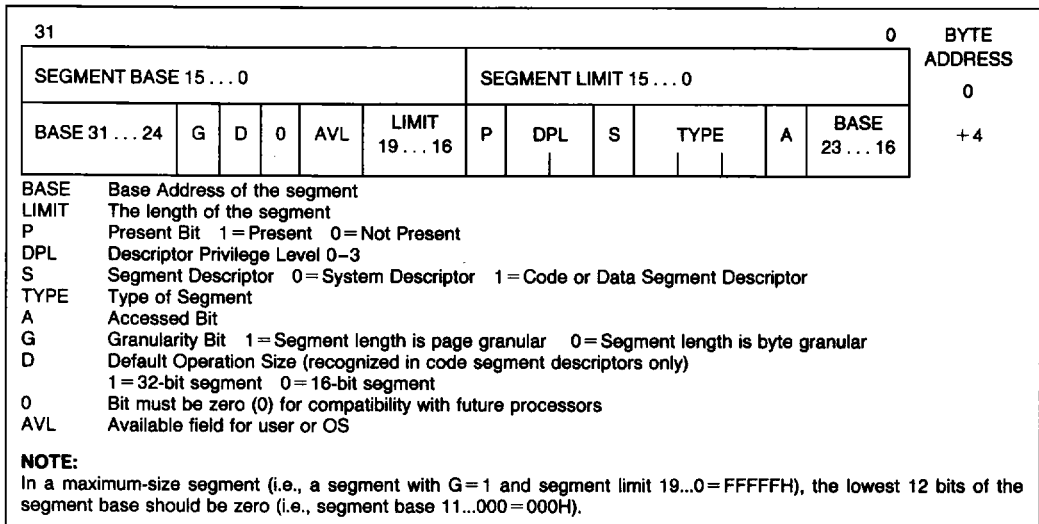 31 0 BYTE
ADDRESS
SEGMENT BASE 15 . . . 0 SEGMENT LIMIT 15 . . . 0 0
BASE 31 . . . 24 G D 0 AVL LIMIT 19 . . . 16 P DPL S TYPE A BASE 23 . . . 16 +4
BASE Base Address of the segment
LIMIT The length of the segment
P Present Bit 1=Present 0=Not Present
DPL Descriptor Privilege Level 0–3
S Segment Descriptor 0=System Descriptor 1=Code or Data Segment Descriptor
TYPE Type of Segment
A Accessed Bit
G Granularity Bit 1=Segment length is page granular 0=Segment length is byte granular
D Default Operation Size (recognized in code segment descriptors only)
1=32-bit segment 0=16-bit segment
0 Bit must be zero (0) for compatibility with future processors
AVL Available field for user or OS
NOTE:
In a maximum-size segment (i.e., a segment with G=1 and segment limit 19...0=FFFFFH), the lowest 12 bits of the
segment base should be zero (i.e., segment base 11...000=000H).